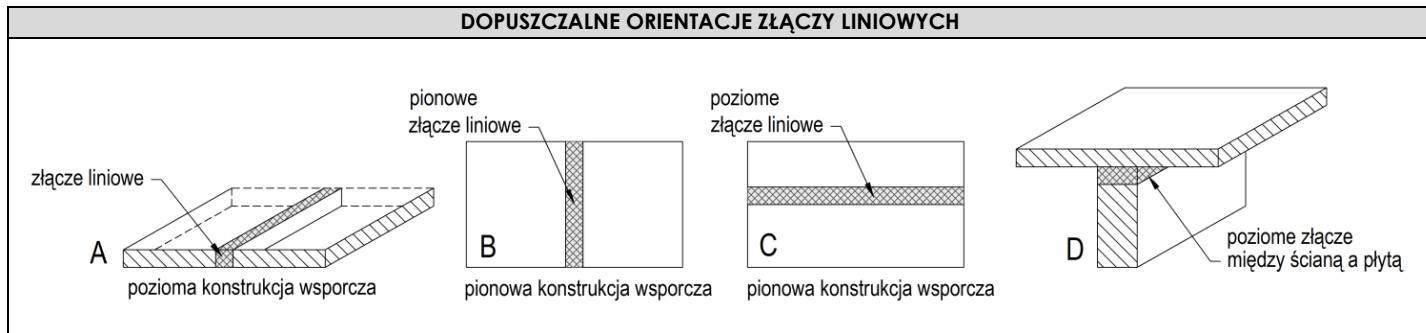 DOPUSZCZALNE ORIENTACJE ZŁĄCZY LINIOWYCH
złącze liniowe
A
pozioma konstrukcja wsporcza
pionowe
złącze liniowe
B
pionowa konstrukcja wsporcza
poziome
złącze liniowe
C
pionowa konstrukcja wsporcza
D
poziome złącze
między ścianą a płytą